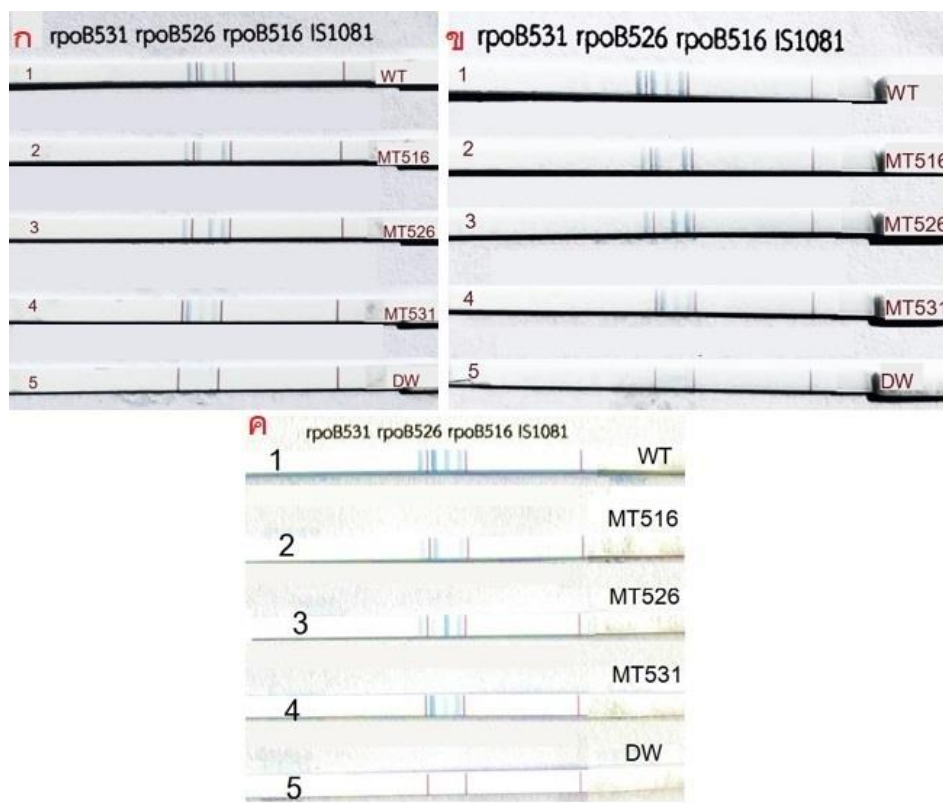 ก rpoB531 rpoB526 rpoB516 IS1081
1 WT
2 MT516
3 MT526
4 MT531
5 DW
ข rpoB531 rpoB526 rpoB516 IS1081
1 WT
2 MT516
3 MT526
4 MT531
5 DW
ค rpoB531 rpoB526 rpoB516 IS1081
1 WT
MT516
2
MT526
3
MT531
4
DW
5